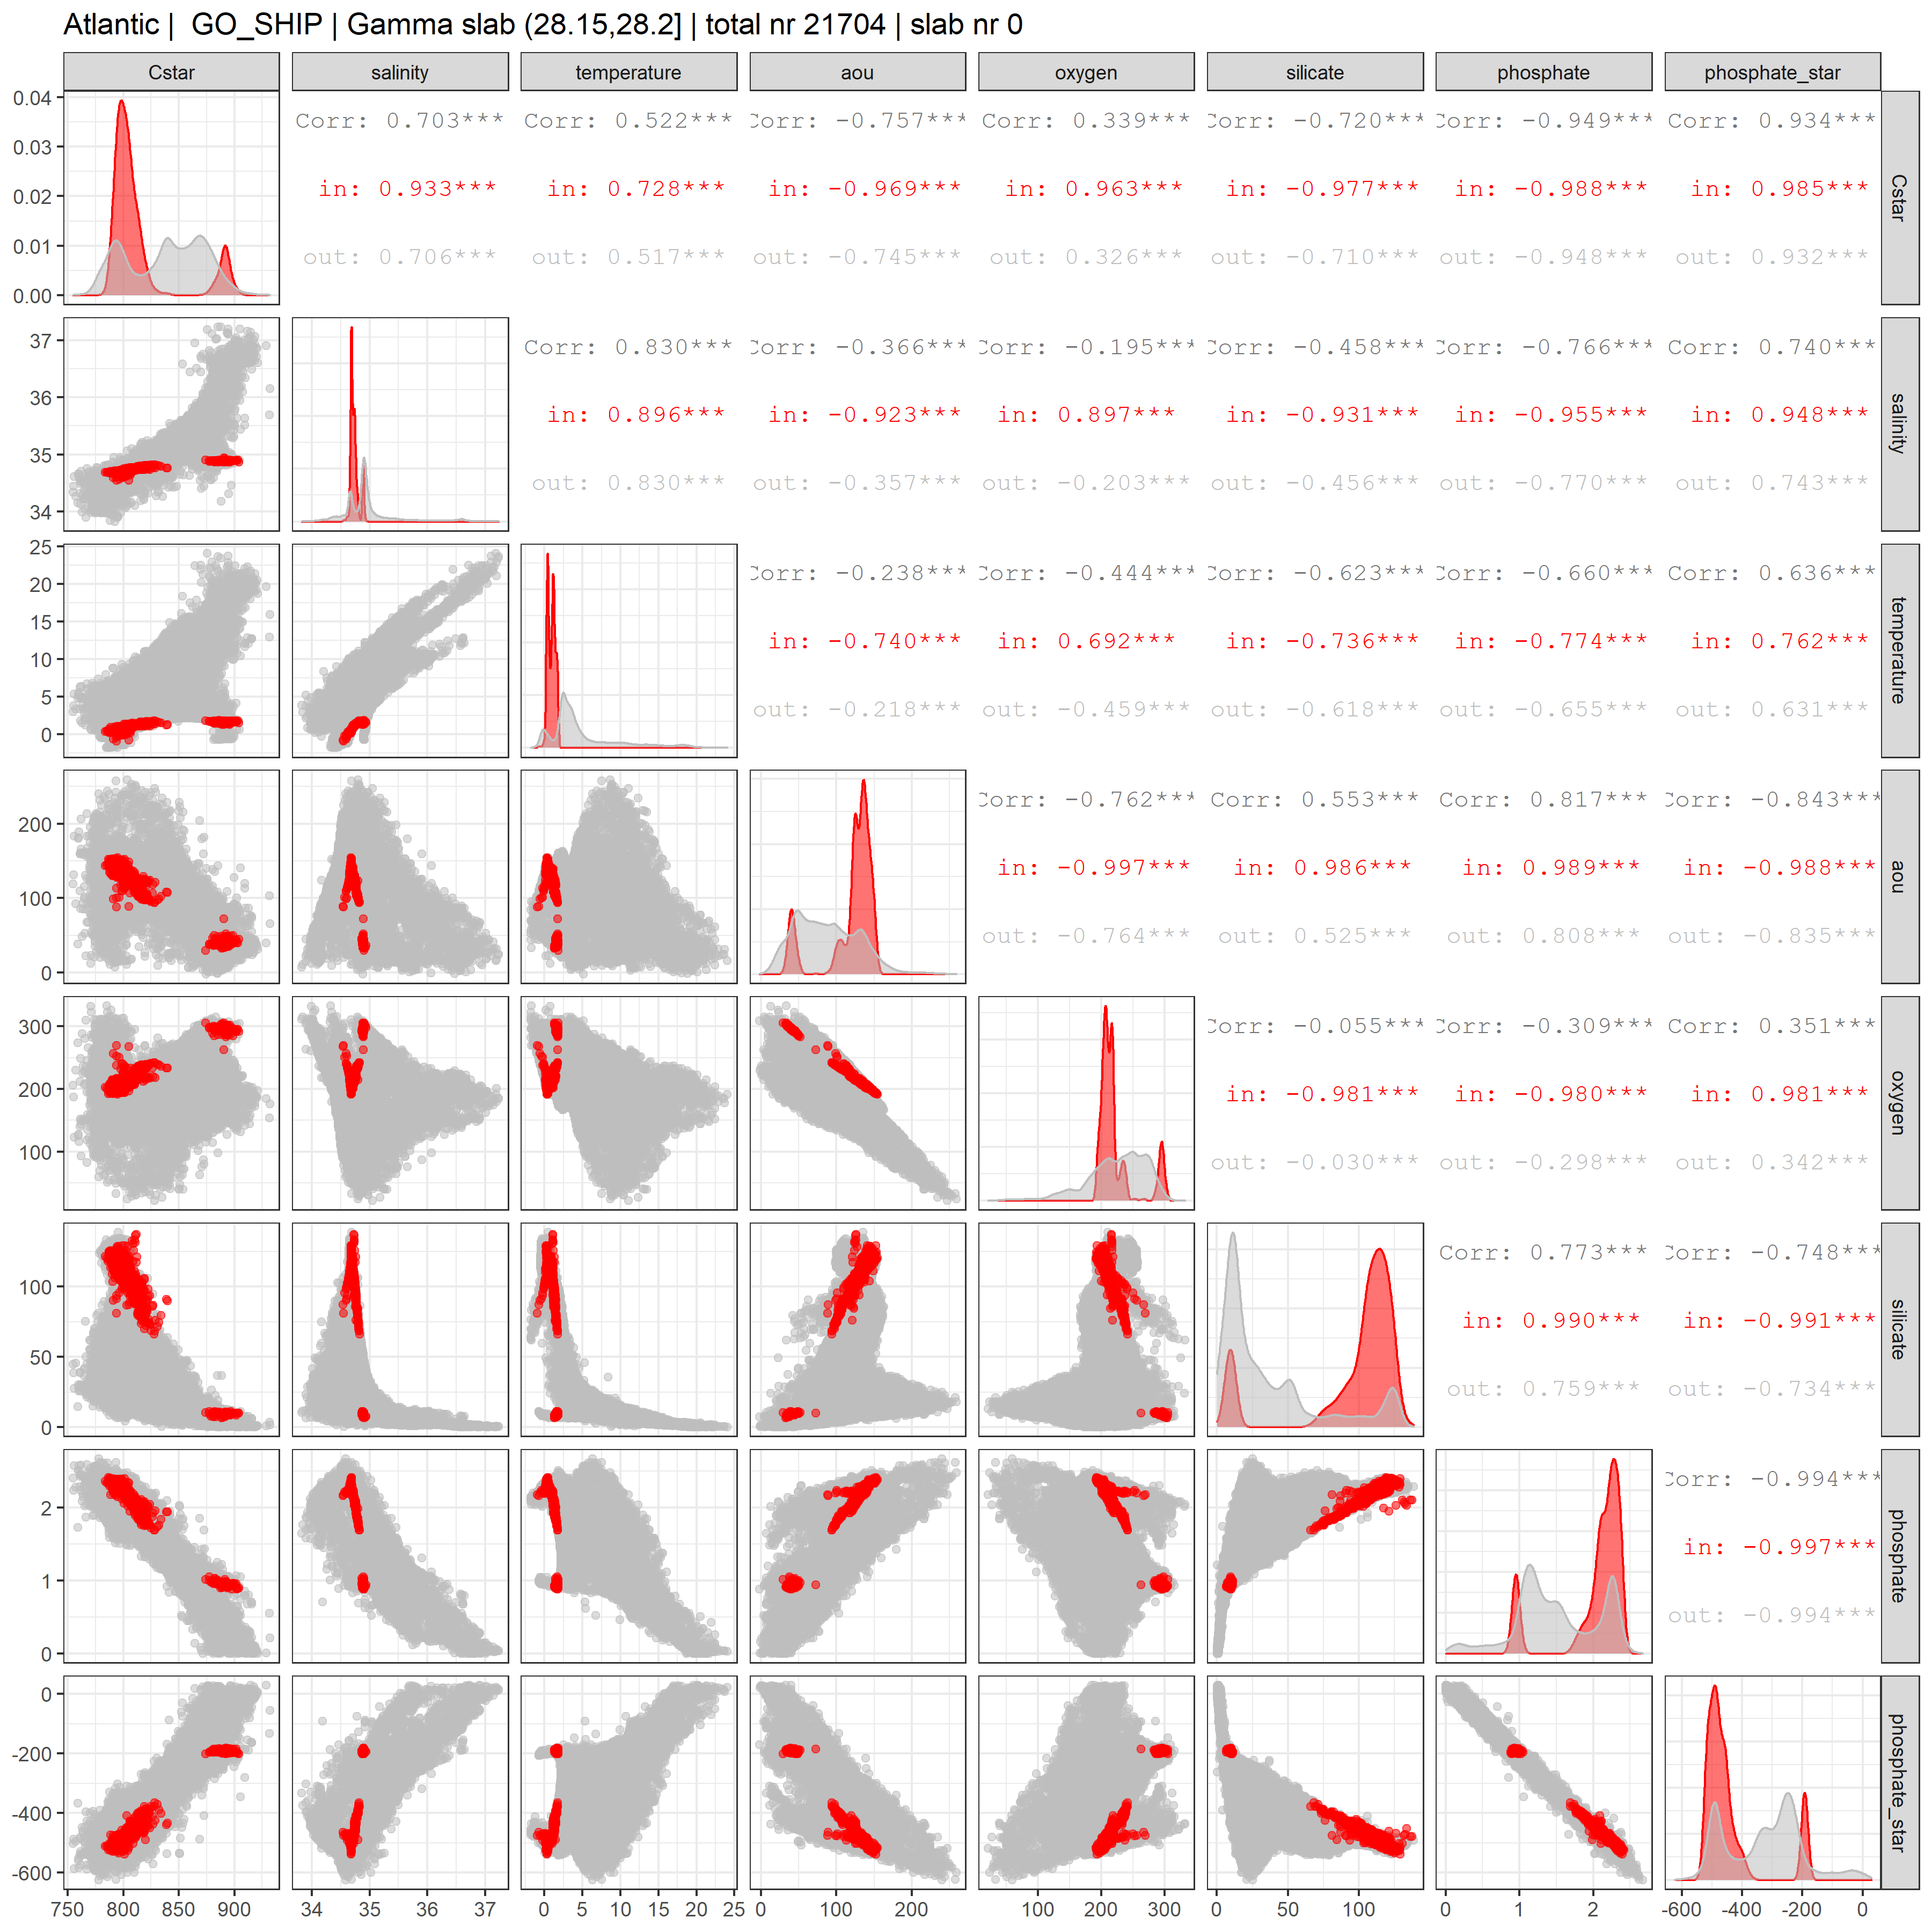 Atlantic |  GO_SHIP | Gamma slab (28.15,28.2] | total nr 21704 | slab nr 0
Cstar salinity temperature aou oxygen silicate phosphate phosphate_star
0.04
0.03
0.02
0.01
0.00
Corr: 0.703*** Corr: 0.522*** Corr: -0.757*** Corr: 0.339*** Corr: -0.720*** Corr: -0.949*** Corr: 0.934***
in: 0.933*** in: 0.728*** in: -0.969*** in: 0.963*** in: -0.977*** in: -0.988*** in: 0.985***
out: 0.706*** out: 0.517*** out: -0.745*** out: 0.326*** out: -0.710*** out: -0.948*** out: 0.932***
Cstar
37
36
35
34
Corr: 0.830*** Corr: -0.366*** Corr: -0.195*** Corr: -0.458*** Corr: -0.766*** Corr: 0.740***
in: 0.896*** in: -0.923*** in: 0.897*** in: -0.931*** in: -0.955*** in: 0.948***
out: 0.830*** out: -0.357*** out: -0.203*** out: -0.456*** out: -0.770*** out: 0.743***
salinity
25
20
15
10
5
0
Corr: -0.238*** Corr: -0.444*** Corr: -0.623*** Corr: -0.660*** Corr: 0.636***
in: -0.740*** in: 0.692*** in: -0.736*** in: -0.774*** in: 0.762***
out: -0.218*** out: -0.459*** out: -0.618*** out: -0.655*** out: 0.631***
temperature
200
100
0
Corr: -0.762*** Corr: 0.553*** Corr: 0.817*** Corr: -0.843***
in: -0.997*** in: 0.986*** in: 0.989*** in: -0.988***
out: -0.764*** out: 0.525*** out: 0.808*** out: -0.835***
aou
300
200
100
Corr: -0.055*** Corr: -0.309*** Corr: 0.351***
in: -0.981*** in: -0.980*** in: 0.981***
out: -0.030*** out: -0.298*** out: 0.342***
oxygen
100
50
0
Corr: 0.773*** Corr: -0.748***
in: 0.990*** in: -0.991***
out: 0.759*** out: -0.734***
silicate
2
1
0
Corr: -0.994***
in: -0.997***
out: -0.994***
phosphate
0
-200
-400
-600
phosphate_star
750 800 850 900 34 35 36 37 0 5 10 15 20 25 0 100 200 100 200 300 0 50 100 0 1 2 -600 -400 -200 0